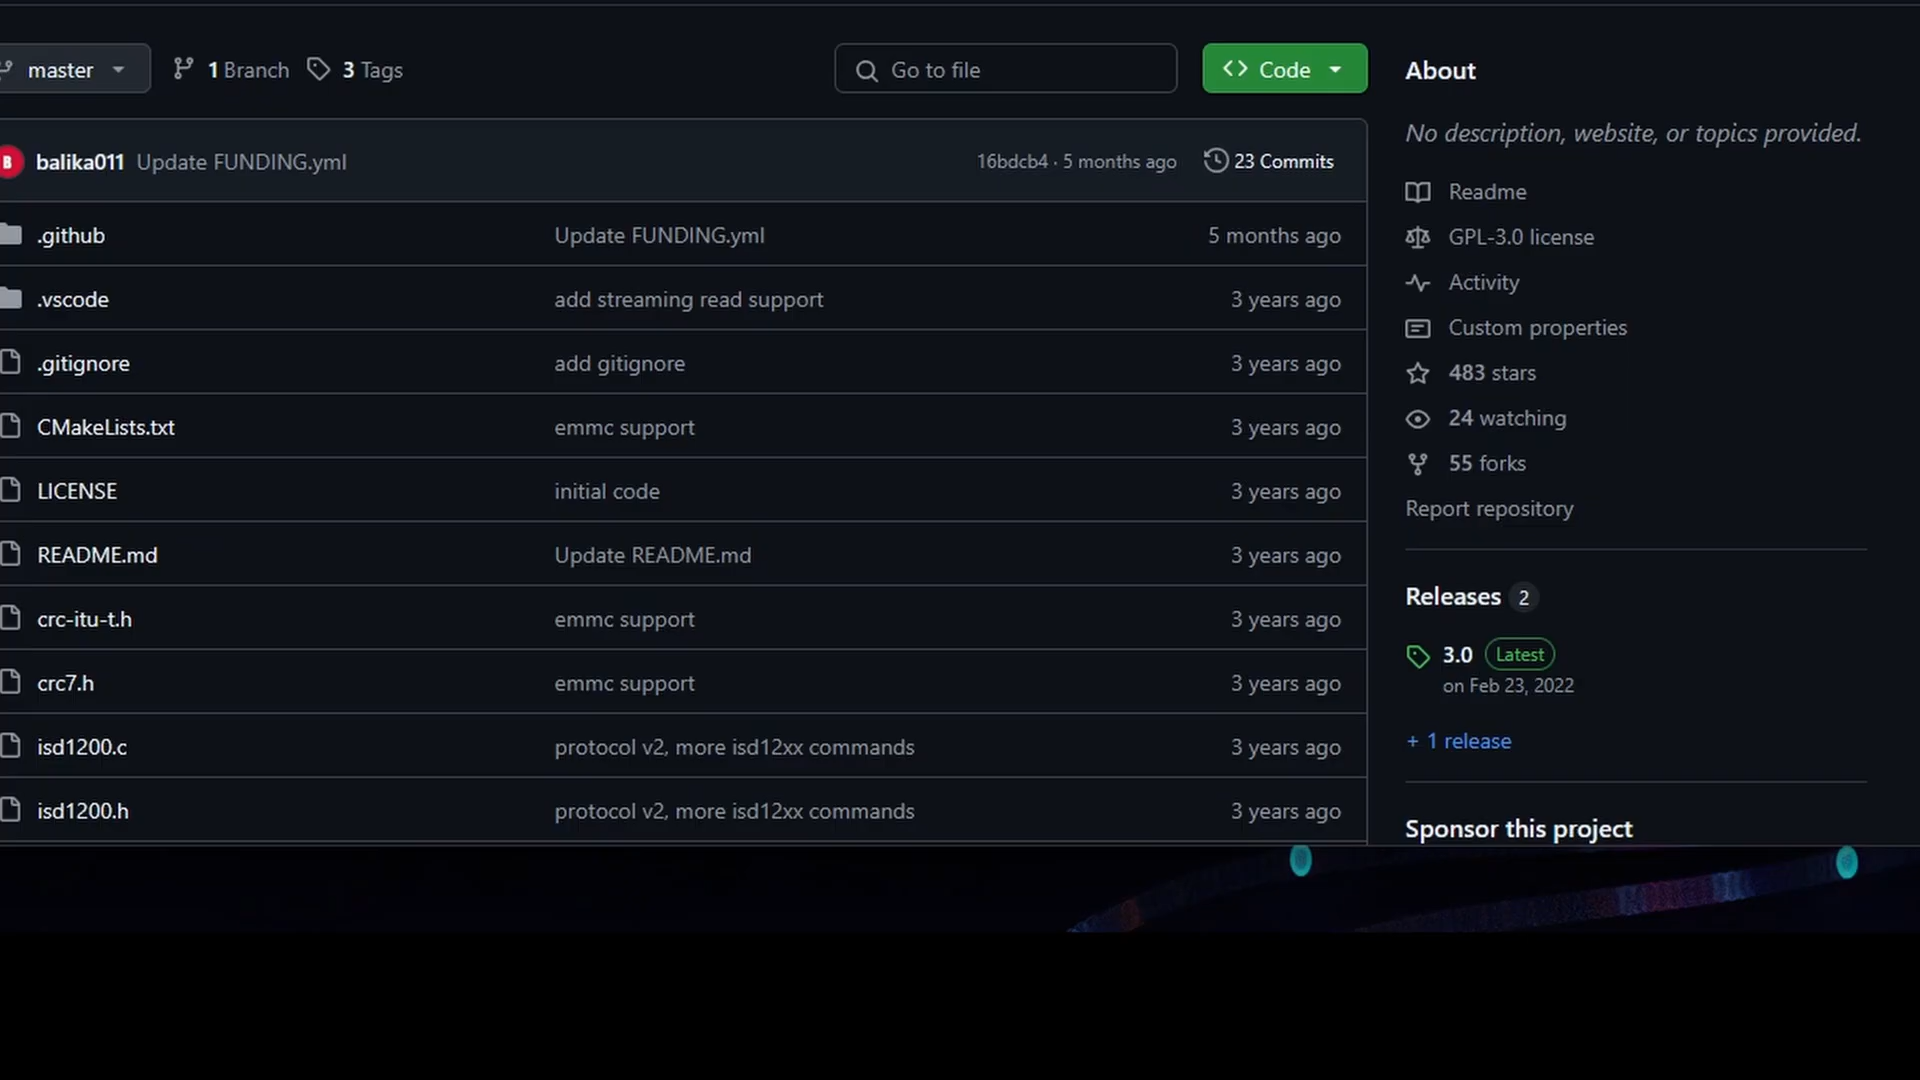 master 1 Branch 3 Tags Go to file Code
B balika011 Update FUNDING.yml 16bdcb4 · 5 months ago 23 Commits
.github Update FUNDING.yml 5 months ago
.vscode add streaming read support 3 years ago
.gitignore add gitignore 3 years ago
CMakeLists.txt emmc support 3 years ago
LICENSE initial code 3 years ago
README.md Update README.md 3 years ago
crc-itu-t.h emmc support 3 years ago
crc7.h emmc support 3 years ago
isd1200.c protocol v2, more isd12xx commands 3 years ago
isd1200.h protocol v2, more isd12xx commands 3 years ago
About
No description, website, or topics provided.
Readme
GPL-3.0 license
Activity
Custom properties
483 stars
24 watching
55 forks
Report repository
Releases 2
3.0 Latest
on Feb 23, 2022
+ 1 release
Sponsor this project